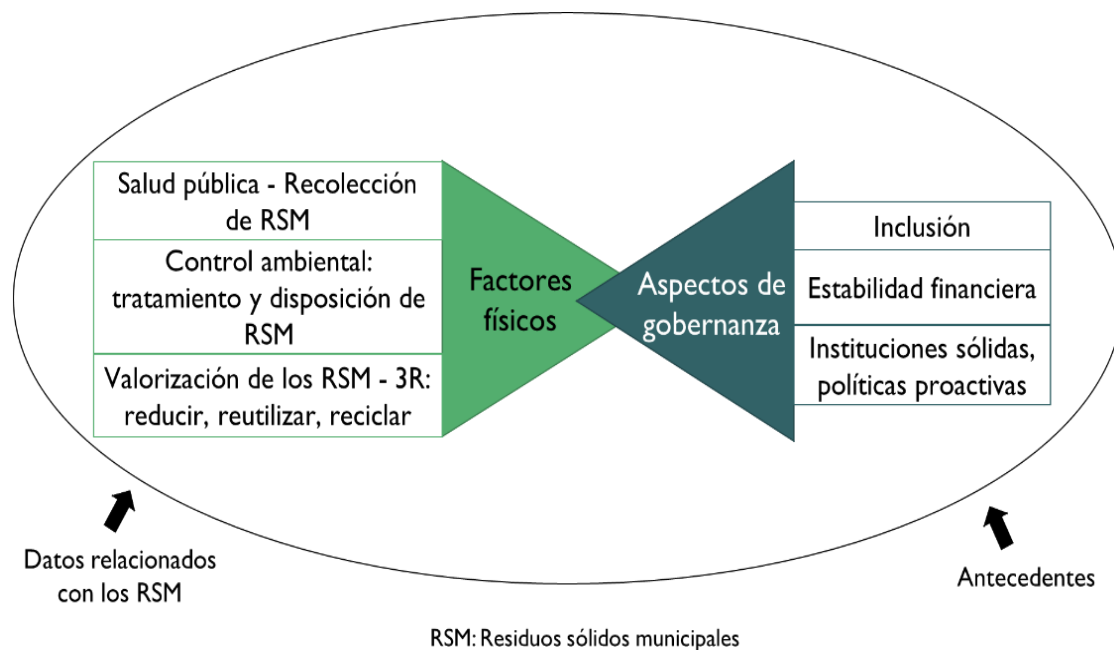 Salud pública - Recolección
de RSM
Control ambiental:
tratamiento y disposición de
RSM
Valorización de los RSM - 3R:
reducir, reutilizar, reciclar
Factores
físicos
Aspectos de
gobernanza
Inclusión
Estabilidad financiera
Instituciones sólidas,
políticas proactivas
Datos relacionados
con los RSM
Antecedentes
RSM: Residuos sólidos municipales